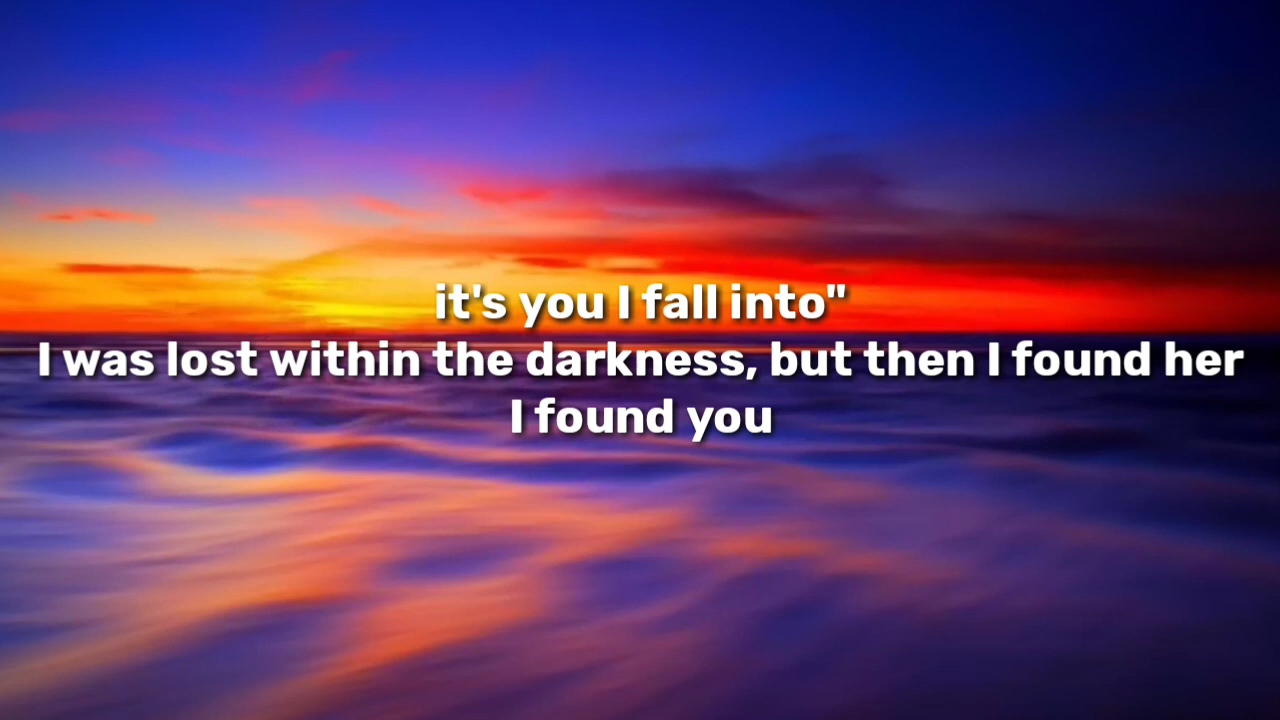 it's you I fall into"
I was lost within the darkness, but then I found her
I found you